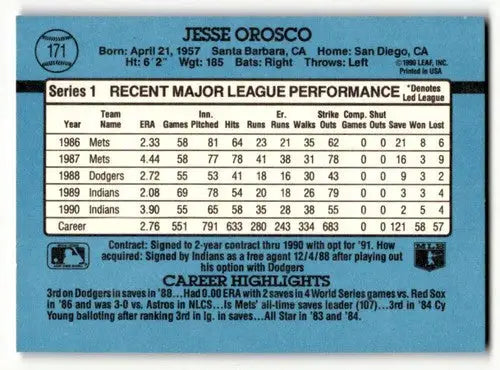 171
JESSE OROSCO
Born: April 21, 1957 Santa Barbara, CA Home: San Diego, CA
Ht: 6'2" Wgt: 185 Bats: Right Throws: Left
©1990 LEAF, INC.
Printed in USA
Series 1 RECENT MAJOR LEAGUE PERFORMANCE *Denotes Led League
Year Team Name ERA Games Inn. Pitched Hits Runs Er. Runs Walks Strike Outs Comp. Games Shut Outs Save Won Lost
1986 Mets 2.33 58 81 64 23 21 35 62 0 0 21 8 6
1987 Mets 4.44 58 77 78 41 38 31 78 0 0 16 3 9
1988 Dodgers 2.72 55 53 41 18 16 30 43 0 0 9 3 2
1989 Indians 2.08 69 78 54 20 18 26 79 0 0 3 3 4
1990 Indians 3.90 55 65 58 35 28 38 55 0 0 2 5 4
Career 2.76 551 791 633 280 243 334 683 0 0 121 58 57
Contract: Signed to 2-year contract thru 1990 with opt for '91. How
acquired: Signed by Indians as a free agent 12/4/88 after playing out
his option with Dodgers
MLB
CAREER HIGHLIGHTS
3rd on Dodgers in saves in '88...Had 0.00 ERA with 2 saves in 4 World Series games vs. Red Sox
in '86 and was 3-0 vs. Astros in NLCS...Is Mets' all-time saves leader (107)...3rd in '84 Cy
Young balloting after ranking 3rd in lg. in saves...All Star in '83 and '84.